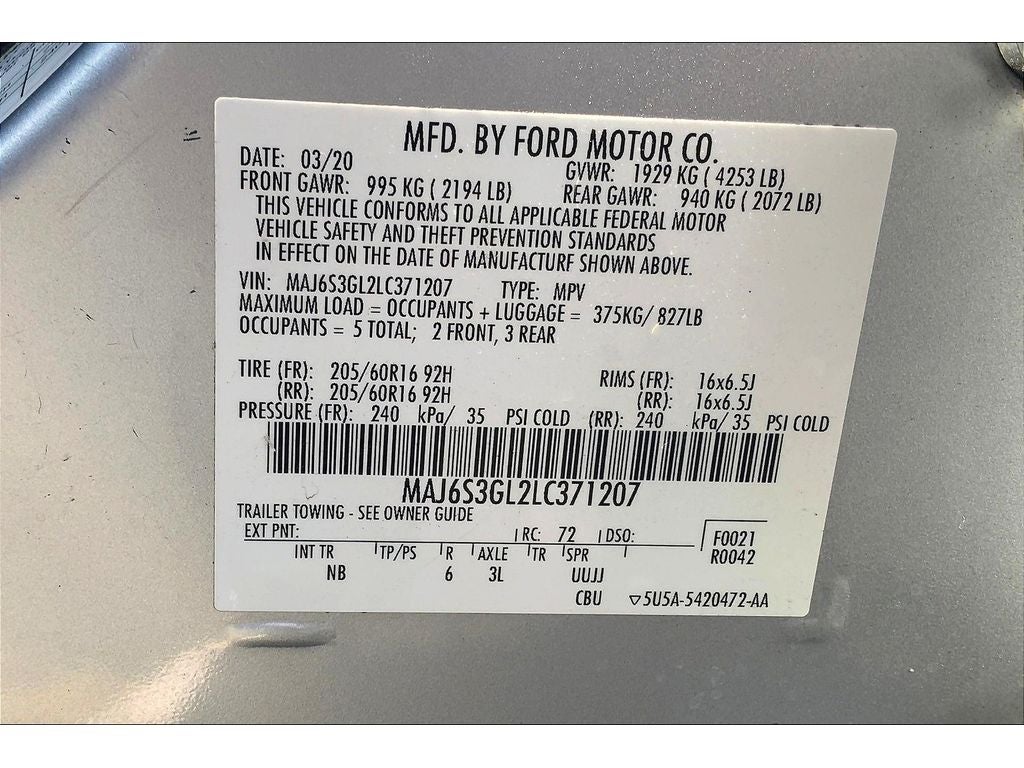 MFD. BY FORD MOTOR CO.
DATE: 03/20 GVWR: 1929 KG ( 4253 LB)
FRONT GAWR: 995 KG ( 2194 LB) REAR GAWR: 940 KG ( 2072 LB)
THIS VEHICLE CONFORMS TO ALL APPLICABLE FEDERAL MOTOR
VEHICLE SAFETY AND THEFT PREVENTION STANDARDS
IN EFFECT ON THE DATE OF MANUFACTURF SHOWN ABOVE.
VIN: MAJ6S3GL2LC371207 TYPE: MPV
MAXIMUM LOAD = OCCUPANTS + LUGGAGE = 375KG/ 827LB
OCCUPANTS = 5 TOTAL; 2 FRONT, 3 REAR
TIRE (FR): 205/60R16 92H RIMS (FR): 16x6.5J
(RR): 205/60R16 92H (RR): 16x6.5J
PRESSURE (FR): 240 kPa/ 35 PSI COLD (RR): 240 kPa/ 35 PSI COLD
MAJ6S3GL2LC371207
TRAILER TOWING - SEE OWNER GUIDE
EXT PNT: RC: 72 DSO: F0021
R0042
INT TR TP/PS R AXLE TR SPR
NB 6 3L UUJJ
CBU ▽5U5A-5420472-AA